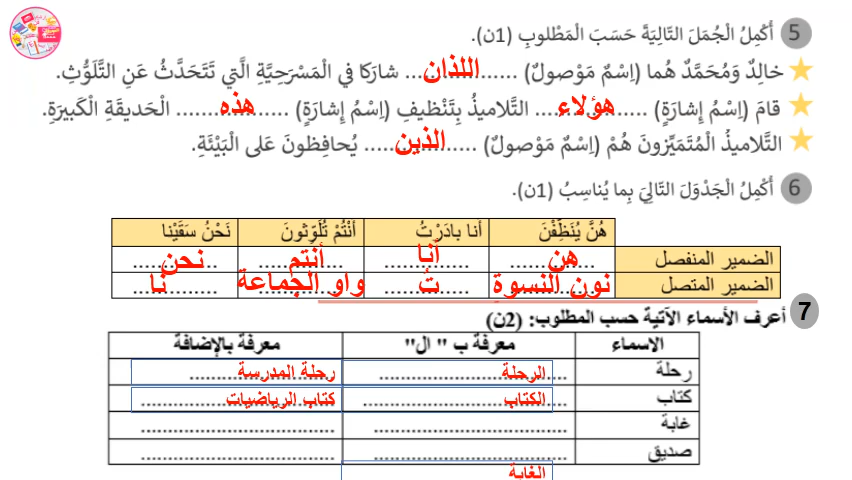 5 أُكْمِلُ الْجُمَلَ التّالِيَةَ حَسَبَ الْمَطْلوبِ (1ن).
خالِدٌ وَمُحَمَّدٌ هُما (اِسْمٌ مَوْصولٌ) ......اللذان...... شارَكا في الْمَسْرَحِيَّةِ الَّتي تَتَحَدَّثُ عَنِ التَّلَوُّثِ.
قامَ (اِسْمُ إِشارَةٍ) ......هؤلاء...... التَّلاميذُ بِتَنْظيفِ (اِسْمُ إِشارَةٍ) ......هذه...... الْحَديقَةِ الْكَبيرَةِ.
التَّلاميذُ الْمُتَمَيِّزونَ هُمْ (اِسْمٌ مَوْصولٌ) ......الذين...... يُحافِظونَ عَلى الْبَيْئَةِ.
6 أُكْمِلُ الْجَدْوَلَ التّالِيَ بِما يُناسِبُ (1ن).
هُنَّ يُنَظِّفْنَ أنا بادَرْتُ أَنْتُمْ تُلَوِّثونَ نَحْنُ سَقَيْنا
الضمير المنفصل هن أنا أنتم نحن
الضمير المتصل نون النسوة تُ واو الجماعة نا
7 أعرف الأسماء الآتية حسب المطلوب: (2ن)
الاسماء معرفة ب " ال" معرفة بالإضافة
رحلة الرحلة رحلة المدرسة
كتاب الكتاب كتاب الرياضيات
غابة
صديق
الغابة